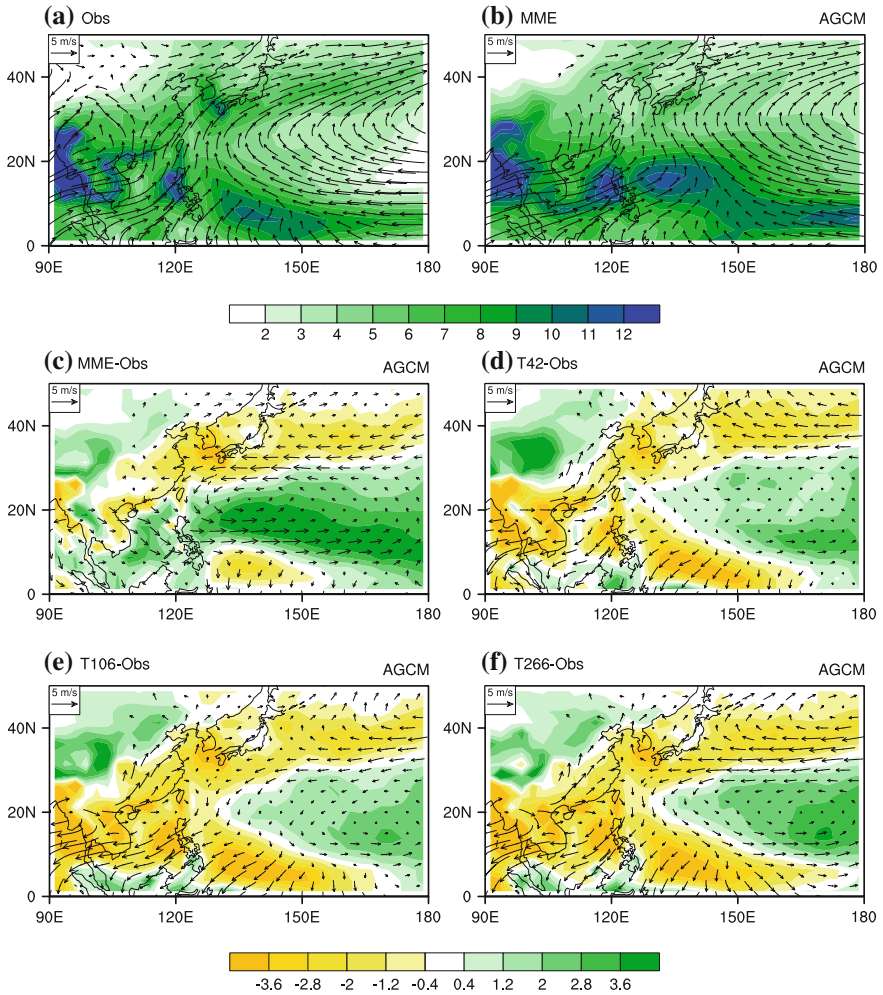 (a) Obs
(b) MME AGCM
5 m/s
5 m/s
40N
20N
0
40N
20N
0
90E 120E 150E 180
90E 120E 150E 180
2 3 4 5 6 7 8 9 10 11 12
(c) MME-Obs AGCM
(d) T42-Obs AGCM
5 m/s
5 m/s
40N
20N
0
40N
20N
0
90E 120E 150E 180
90E 120E 150E 180
(e) T106-Obs AGCM
(f) T266-Obs AGCM
5 m/s
5 m/s
40N
20N
0
40N
20N
0
90E 120E 150E 180
90E 120E 150E 180
-3.6 -2.8 -2 -1.2 -0.4 0.4 1.2 2 2.8 3.6